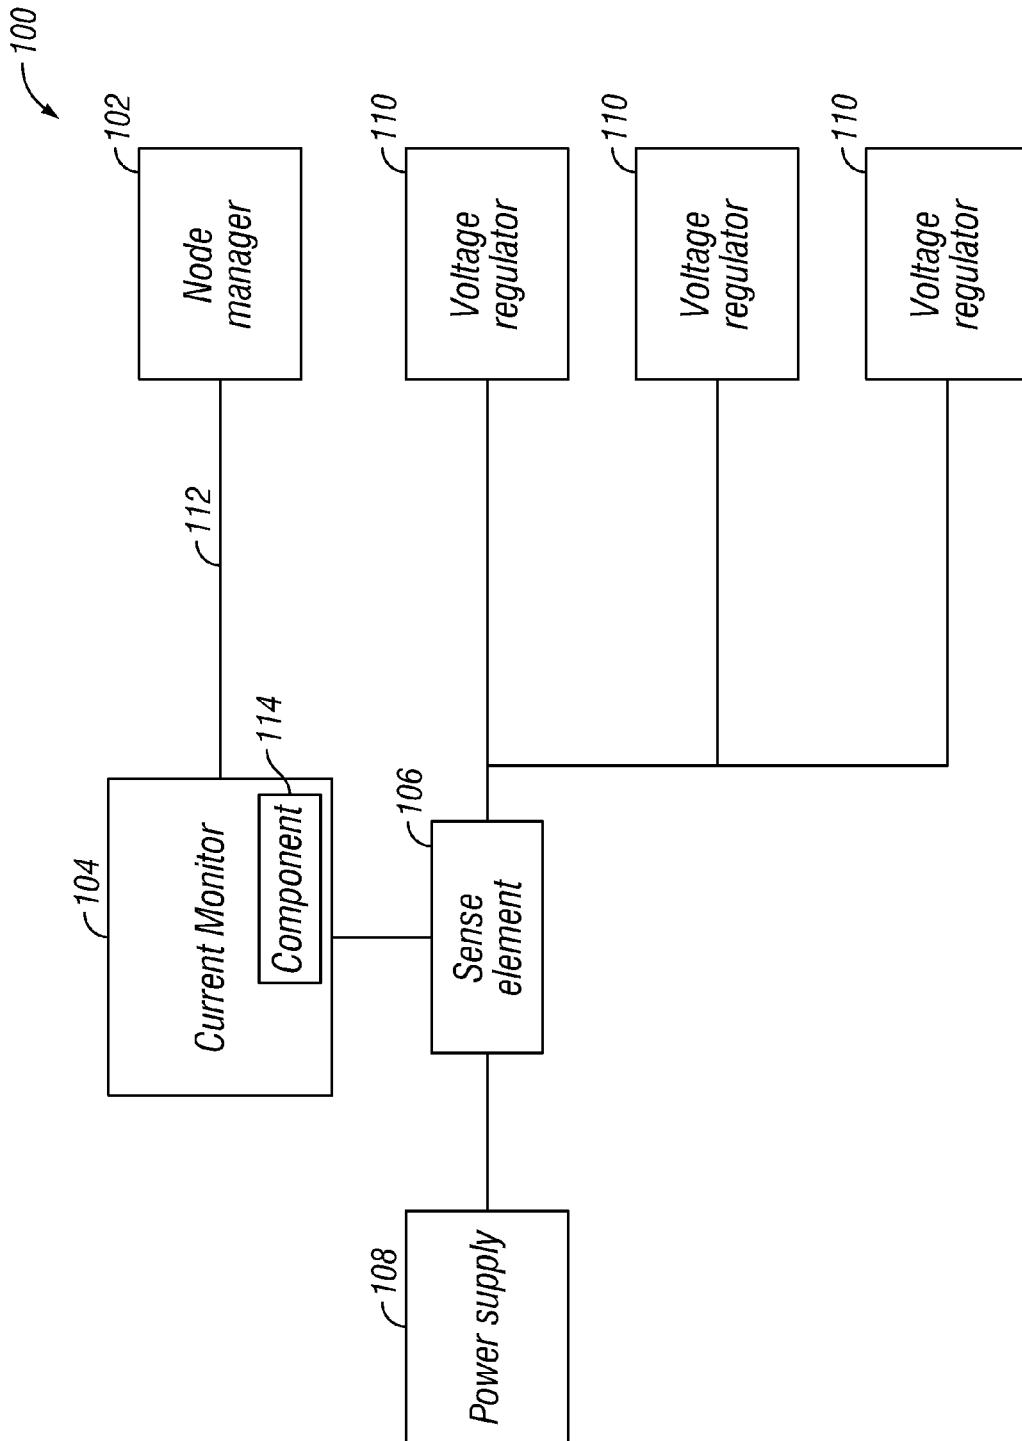 100
102
Node
manager
110
Voltage
regulator
110
Voltage
regulator
110
Voltage
regulator
112
104
Current Monitor
114
Component
106
Sense
element
108
Power supply